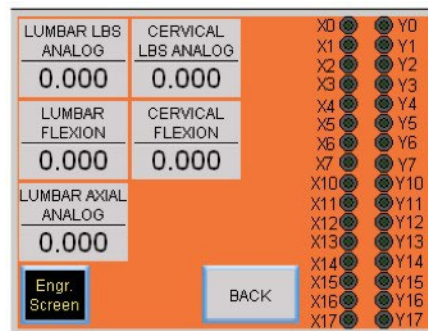 LUMBAR LBS
ANALOG
0.000
CERVICAL
LBS ANALOG
0.000
LUMBAR
FLEXION
0.000
CERVICAL
FLEXION
0.000
LUMBAR AXIAL
ANALOG
0.000
Engr.
Screen
BACK
X0 Y0
X1 Y1
X2 Y2
X3 Y3
X4 Y4
X5 Y5
X6 Y6
X7 Y7
X10 Y10
X11 Y11
X12 Y12
X13 Y13
X14 Y14
X15 Y15
X16 Y16
X17 Y17